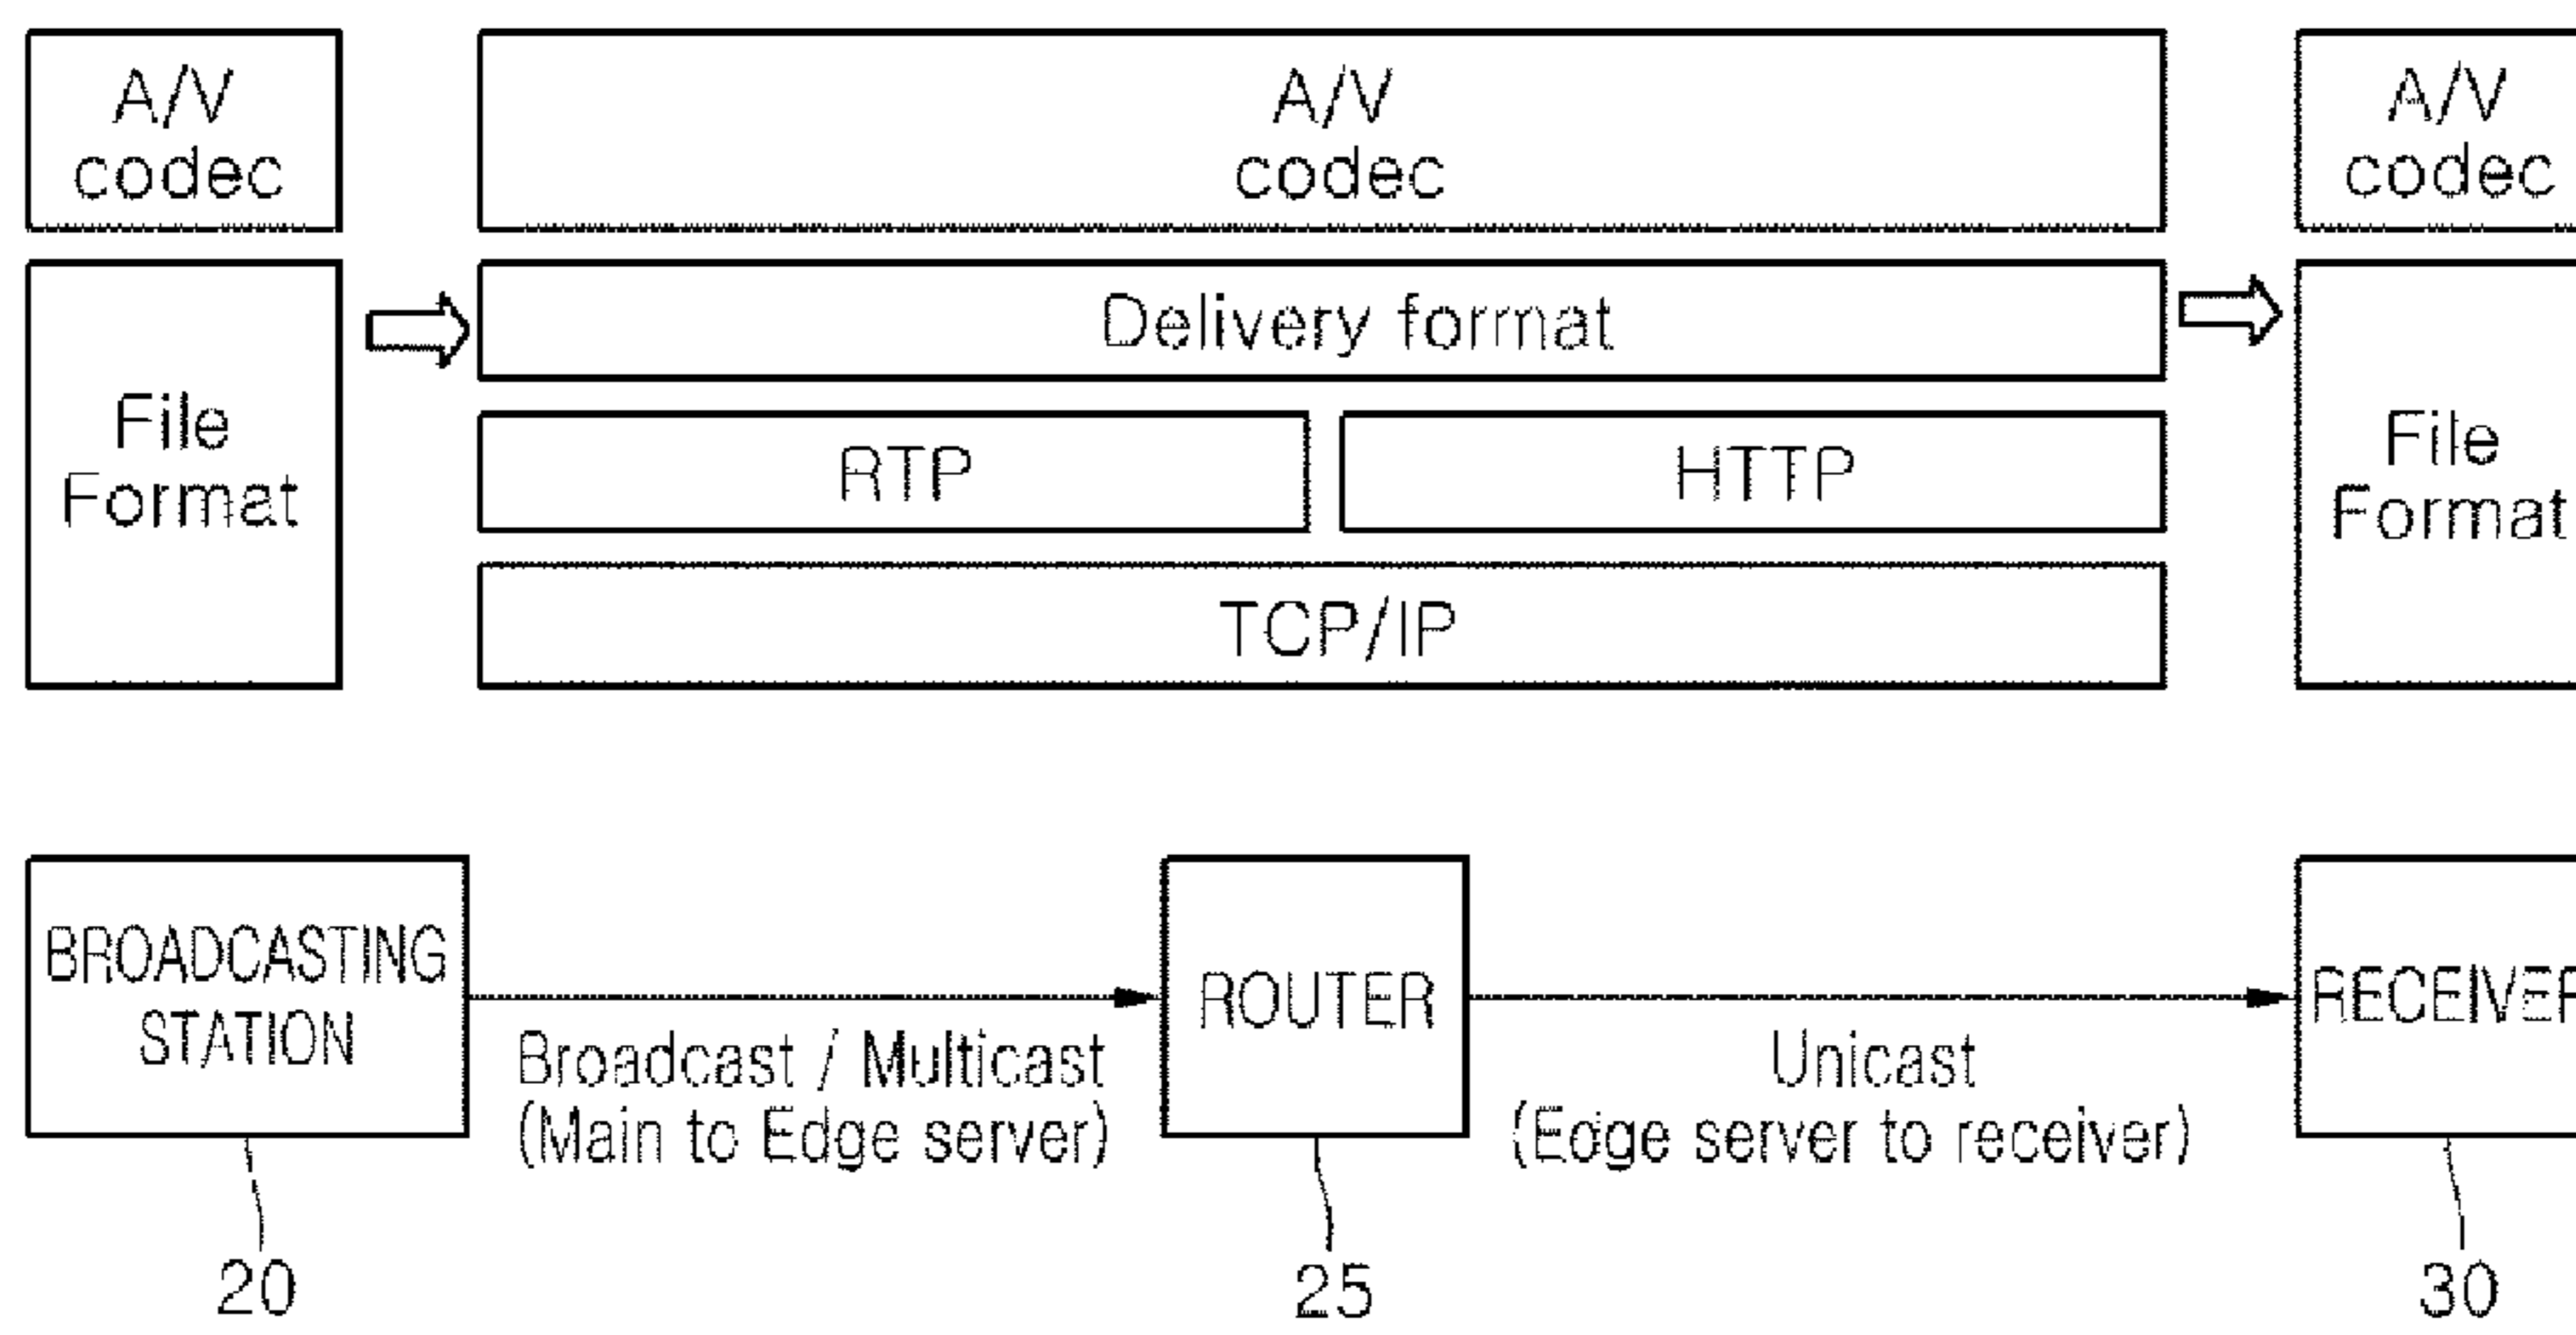 A/V
codec
A/V
codec
A/V
codec
File
Format
Delivery format
RTP
HTTP
TCP/IP
File
Format
BROADCASTING
STATION
Broadcast / Multicast
(Main to Edge server)
ROUTER
Unicast
(Edge server to receiver)
RECEIVER
20
25
30